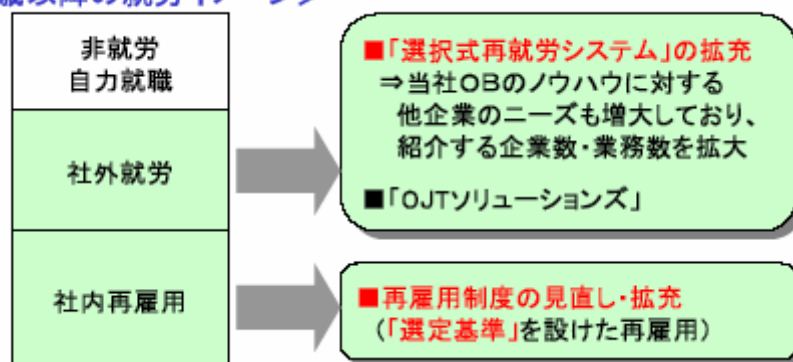 非就労
自力就職
社外就労
社内再雇用
■「選択式再就労システム」の拡充
⇒当社OBのノウハウに対する
他企業のニーズも増大しており、
紹介する企業数・業務数を拡大
■「OJTソリューションズ」
■再雇用制度の見直し・拡充
（「選定基準」を設けた再雇用）